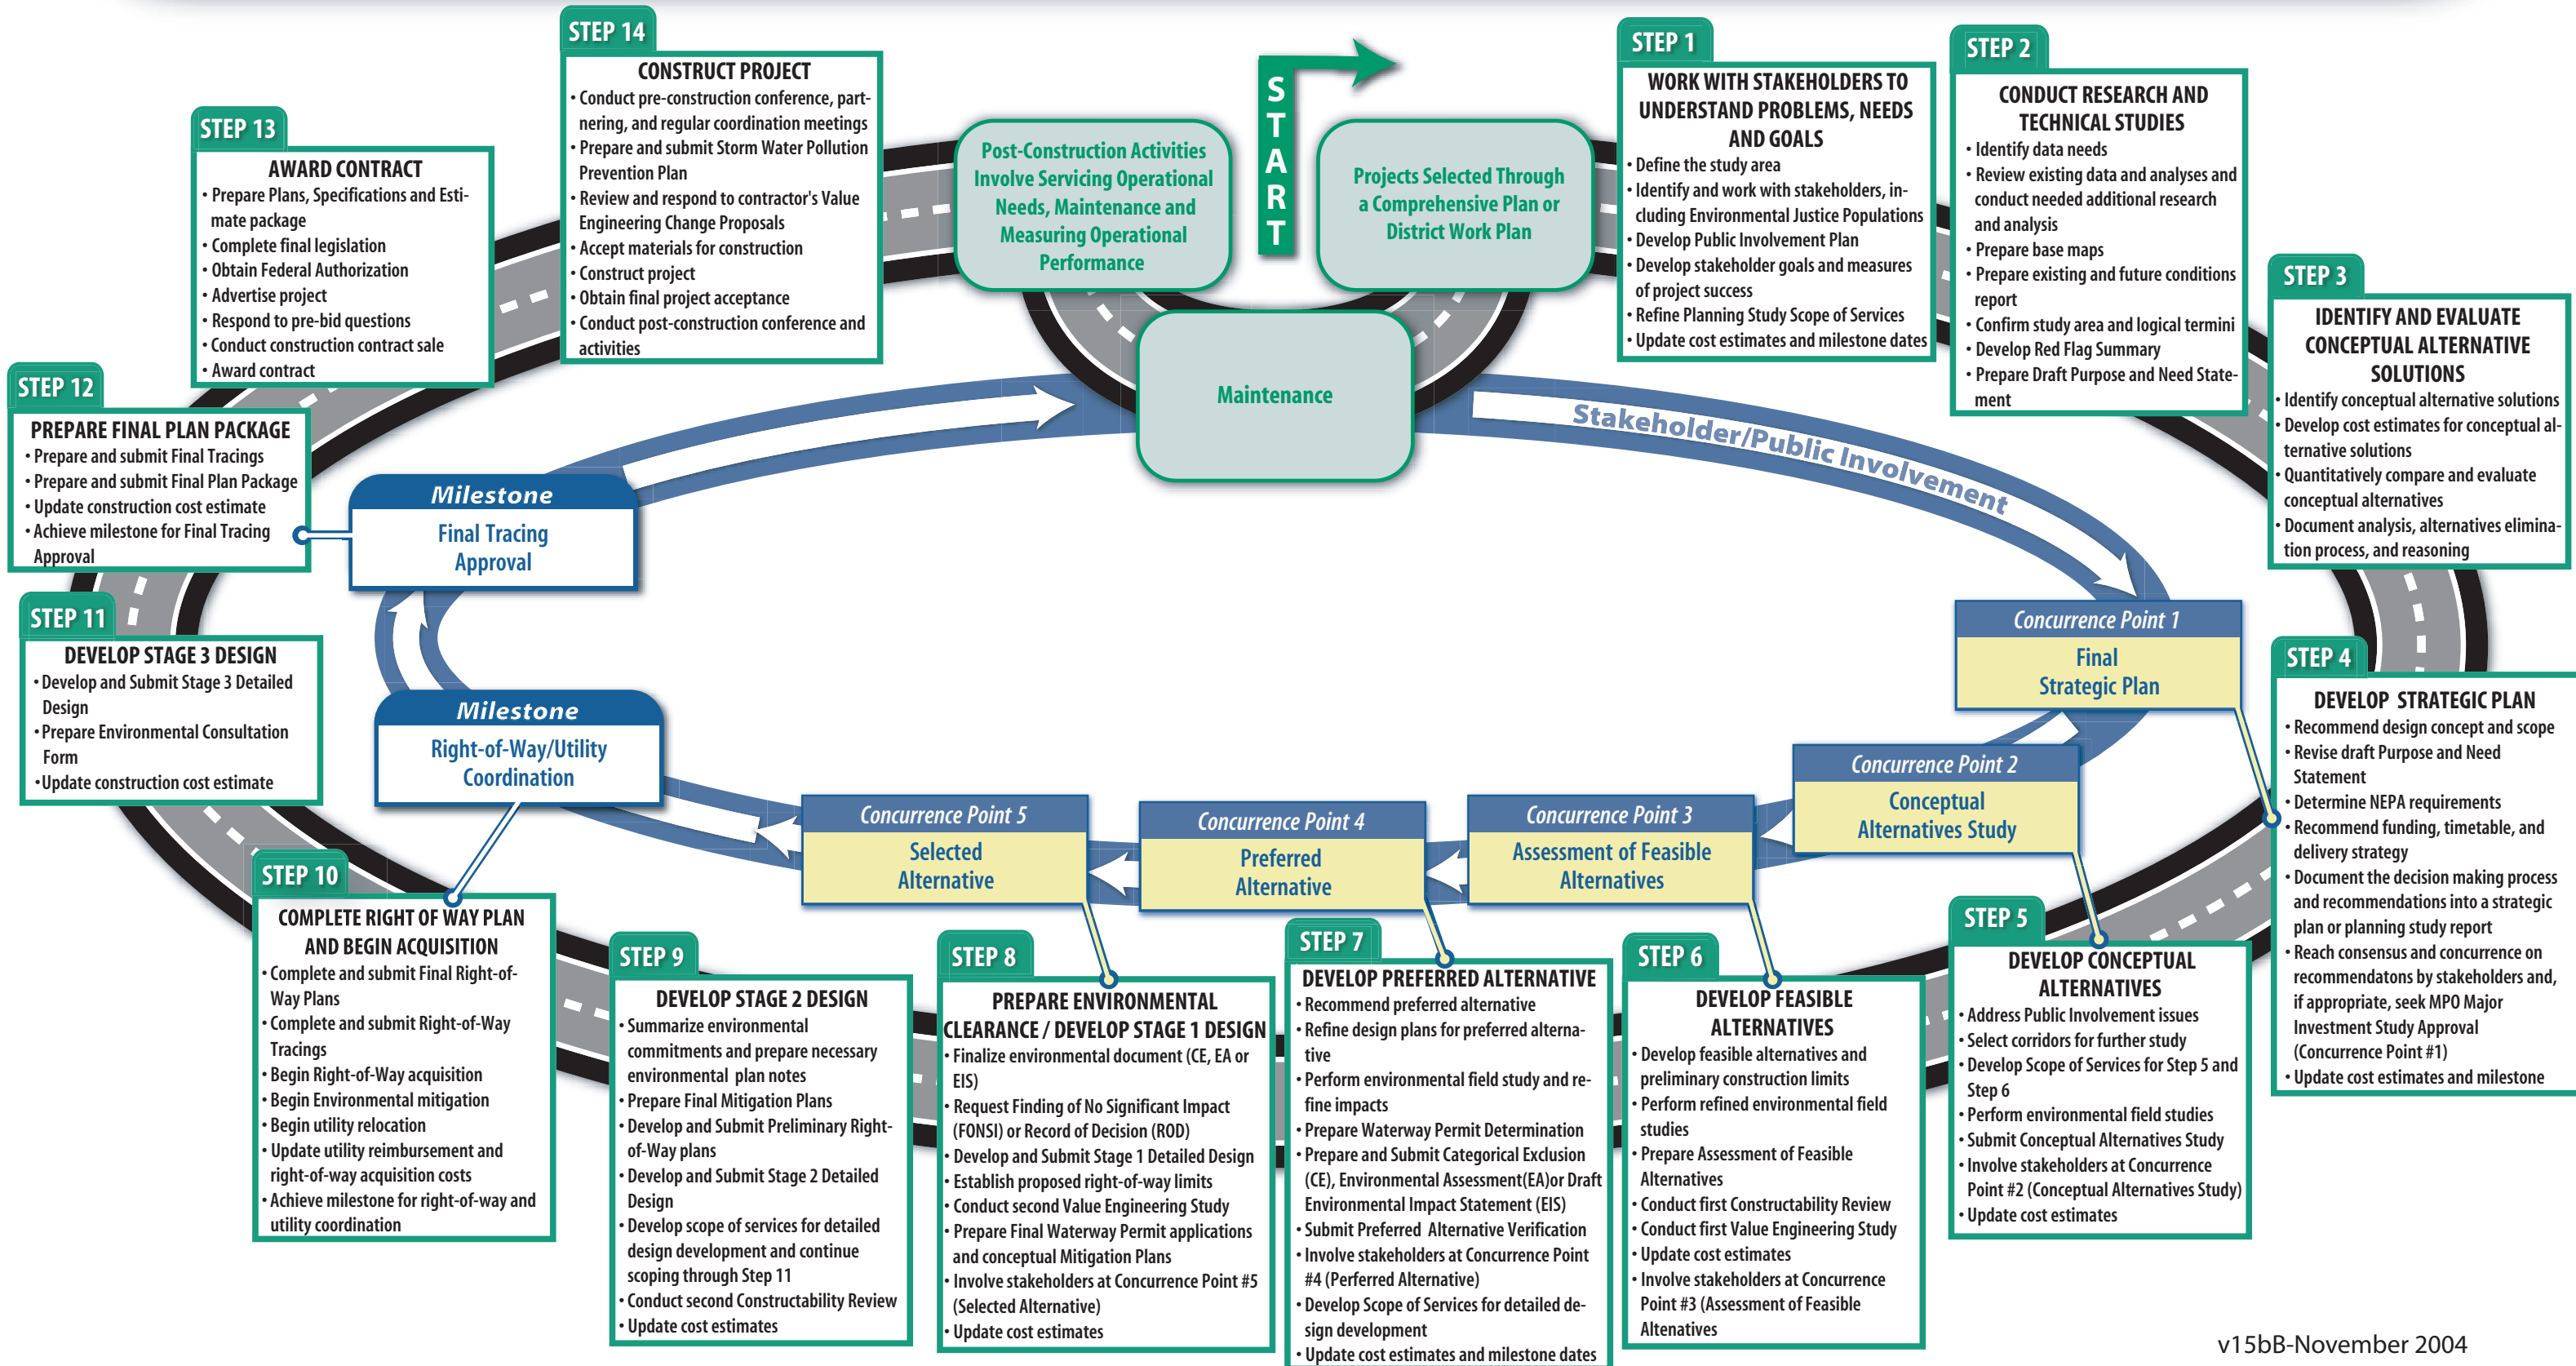 START
Projects Selected Through
a Comprehensive Plan or
District Work Plan
STEP 1
WORK WITH STAKEHOLDERS TO
UNDERSTAND PROBLEMS, NEEDS
AND GOALS
• Define the study area
• Identify and work with stakeholders, in-
cluding Environmental Justice Populations
• Develop Public Involvement Plan
• Develop stakeholder goals and measures
of project success
• Refine Planning Study Scope of Services
• Update cost estimates and milestone dates
STEP 2
CONDUCT RESEARCH AND
TECHNICAL STUDIES
• Identify data needs
• Review existing data and analyses and
conduct needed additional research
and analysis
• Prepare base maps
• Prepare existing and future conditions
report
• Confirm study area and logical termini
• Develop Red Flag Summary
• Prepare Draft Purpose and Need State-
ment
STEP 3
IDENTIFY AND EVALUATE
CONCEPTUAL ALTERNATIVE
SOLUTIONS
• Identify conceptual alternative solutions
• Develop cost estimates for conceptual al-
ternative solutions
• Quantitatively compare and evaluate
conceptual alternatives
• Document analysis, alternatives elimina-
tion process, and reasoning
STEP 4
DEVELOP STRATEGIC PLAN
• Recommend design concept and scope
• Revise draft Purpose and Need
Statement
• Determine NEPA requirements
• Recommend funding, timetable, and
delivery strategy
• Document the decision making process
and recommendations into a strategic
plan or planning study report
• Reach consensus and concurrence on
recommendatons by stakeholders and,
if appropriate, seek MPO Major
Investment Study Approval
(Concurrence Point #1)
• Update cost estimates and milestone
STEP 5
DEVELOP CONCEPTUAL
ALTERNATIVES
• Address Public Involvement issues
• Select corridors for further study
• Develop Scope of Services for Step 5 and
Step 6
• Perform environmental field studies
• Submit Conceptual Alternatives Study
• Involve stakeholders at Concurrence
Point #2 (Conceptual Alternatives Study)
• Update cost estimates
STEP 6
DEVELOP FEASIBLE
ALTERNATIVES
• Develop feasible alternatives and
preliminary construction limits
• Perform refined environmental field
studies
• Prepare Assessment of Feasible
Alternatives
• Conduct first Constructability Review
• Conduct first Value Engineering Study
• Update cost estimates
• Involve stakeholders at Concurrence
Point #3 (Assessment of Feasible
Altenatives
STEP 7
DEVELOP PREFERRED ALTERNATIVE
• Recommend preferred alternative
• Refine design plans for preferred alterna-
tive
• Perform environmental field study and re-
fine impacts
• Prepare Waterway Permit Determination
• Prepare and Submit Categorical Exclusion
(CE), Environmental Assessment(EA)or Draft
Environmental Impact Statement (EIS)
• Submit Preferred Alternative Verification
• Involve stakeholders at Concurrence Point
#4 (Perferred Alternative)
• Develop Scope of Services for detailed de-
sign development
• Update cost estimates and milestone dates
STEP 8
PREPARE ENVIRONMENTAL
CLEARANCE / DEVELOP STAGE 1 DESIGN
• Finalize environmental document (CE, EA or
EIS)
• Request Finding of No Significant Impact
(FONSI) or Record of Decision (ROD)
• Develop and Submit Stage 1 Detailed Design
• Establish proposed right-of-way limits
• Conduct second Value Engineering Study
• Prepare Final Waterway Permit applications
and conceptual Mitigation Plans
• Involve stakeholders at Concurrence Point #5
(Selected Alternative)
• Update cost estimates
STEP 9
DEVELOP STAGE 2 DESIGN
• Summarize environmental
commitments and prepare necessary
environmental plan notes
• Prepare Final Mitigation Plans
• Develop and Submit Preliminary Right-
of-Way plans
• Develop and Submit Stage 2 Detailed
Design
• Develop scope of services for detailed
design development and continue
scoping through Step 11
• Conduct second Constructability Review
• Update cost estimates
STEP 10
COMPLETE RIGHT OF WAY PLAN
AND BEGIN ACQUISITION
• Complete and submit Final Right-of-
Way Plans
• Complete and submit Right-of-Way
Tracings
• Begin Right-of-Way acquisition
• Begin Environmental mitigation
• Begin utility relocation
• Update utility reimbursement and
right-of-way acquisition costs
• Achieve milestone for right-of-way and
utility coordination
STEP 11
DEVELOP STAGE 3 DESIGN
• Develop and Submit Stage 3 Detailed
Design
• Prepare Environmental Consultation
Form
• Update construction cost estimate
STEP 12
PREPARE FINAL PLAN PACKAGE
• Prepare and submit Final Tracings
• Prepare and submit Final Plan Package
• Update construction cost estimate
• Achieve milestone for Final Tracing
Approval
STEP 13
AWARD CONTRACT
• Prepare Plans, Specifications and Esti-
mate package
• Complete final legislation
• Obtain Federal Authorization
• Advertise project
• Respond to pre-bid questions
• Conduct construction contract sale
• Award contract
STEP 14
CONSTRUCT PROJECT
• Conduct pre-construction conference, part-
nering, and regular coordination meetings
• Prepare and submit Storm Water Pollution
Prevention Plan
• Review and respond to contractor's Value
Engineering Change Proposals
• Accept materials for construction
• Construct project
• Obtain final project acceptance
• Conduct post-construction conference and
activities
Post-Construction Activities
Involve Servicing Operational
Needs, Maintenance and
Measuring Operational
Performance
Maintenance
Stakeholder/Public Involvement
Concurrence Point 1
Final
Strategic Plan
Concurrence Point 2
Conceptual
Alternatives Study
Concurrence Point 3
Assessment of Feasible
Alternatives
Concurrence Point 4
Preferred
Alternative
Concurrence Point 5
Selected
Alternative
Milestone
Right-of-Way/Utility
Coordination
Milestone
Final Tracing
Approval
v15bB-November 2004